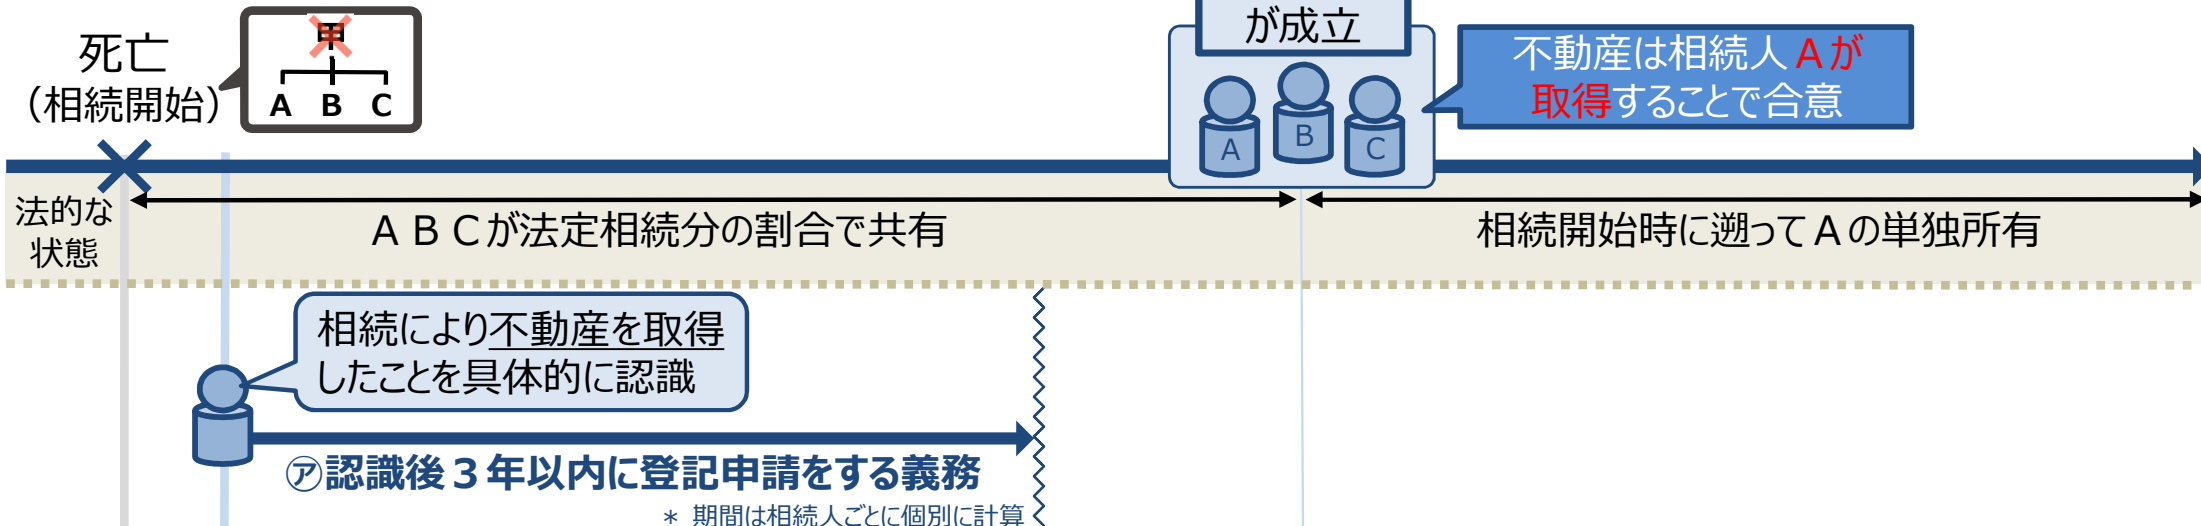 甲
A B C
死亡
（相続開始）
が成立
A
B
C
不動産は相続人Aが
取得することで合意
法的な
状態
ABCが法定相続分の割合で共有
相続開始時に遡ってAの単独所有
相続により不動産を取得
したことを具体的に認識
㋐認識後３年以内に登記申請をする義務
＊ 期間は相続人ごとに個別に計算